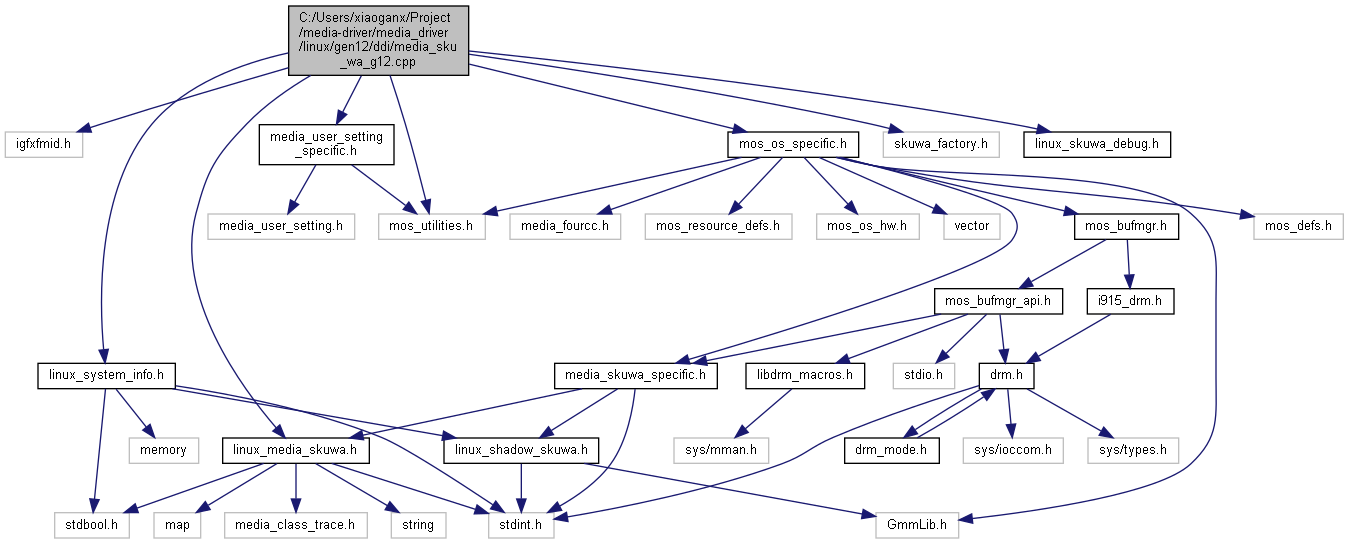 C:/Users/xiaoganx/Project
/media-driver/media_driver
/linux/gen12/ddi/media_sku
_wa_g12.cpp
igfxfmid.h
media_user_setting
_specific.h
mos_os_specific.h
skuwa_factory.h
linux_skuwa_debug.h
media_user_setting.h
mos_utilities.h
media_fourcc.h
mos_resource_defs.h
mos_os_hw.h
vector
mos_bufmgr.h
mos_defs.h
mos_bufmgr_api.h
i915_drm.h
linux_system_info.h
media_skuwa_specific.h
libdrm_macros.h
stdio.h
drm.h
memory
linux_media_skuwa.h
linux_shadow_skuwa.h
sys/mman.h
drm_mode.h
sys/ioccom.h
sys/types.h
stdbool.h
map
media_class_trace.h
string
stdint.h
GmmLib.h